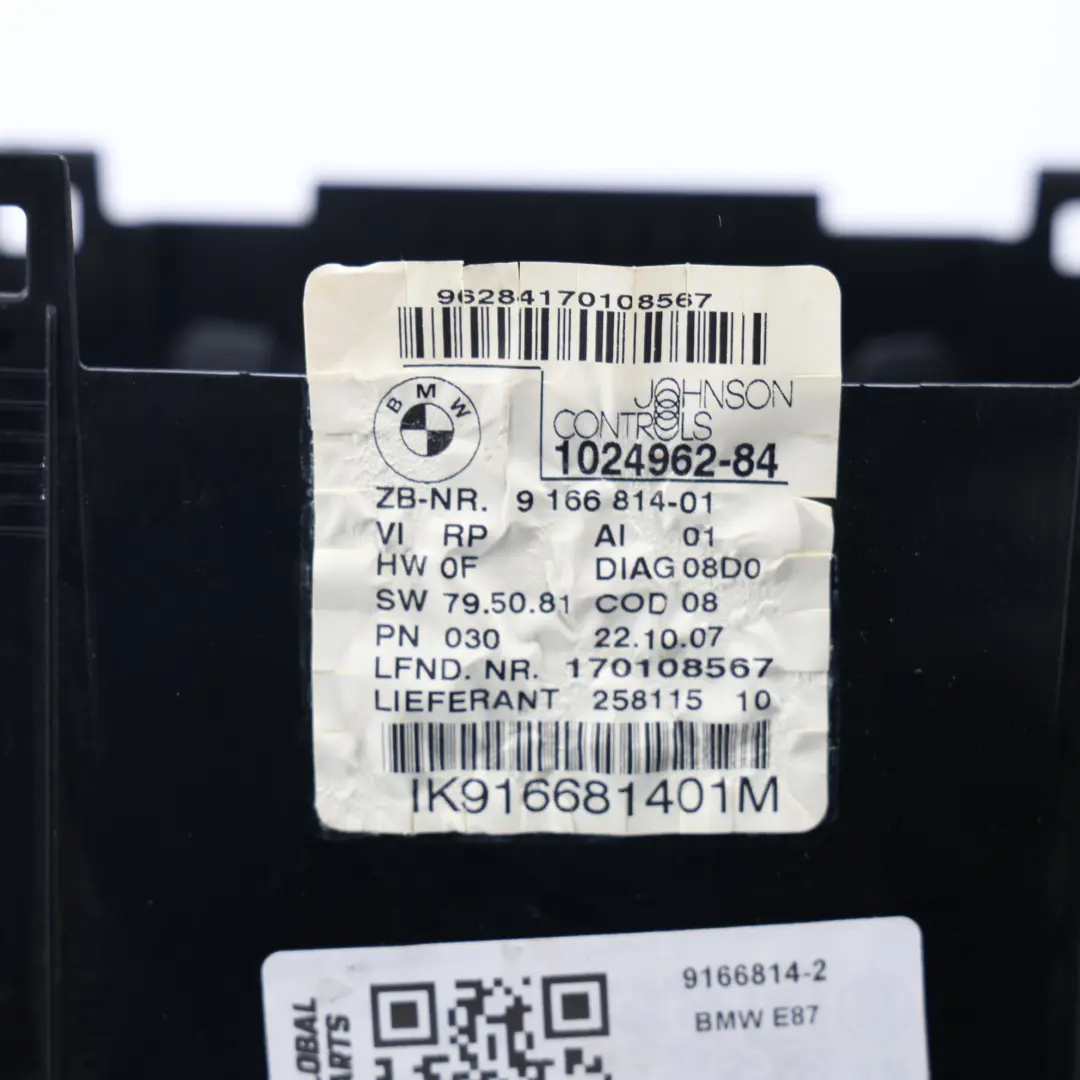 96284170108567
BMW
JOHNSON
CONTROLS
1024962-84
ZB-NR. 9 166 814-01
VI RP AI 01
HW 0F DIAG 08D0
SW 79.50.81 COD 08
PN 030 22.10.07
LFND. NR. 170108567
LIEFERANT 258115 10
IK916681401M
9166814-2
BMW E87